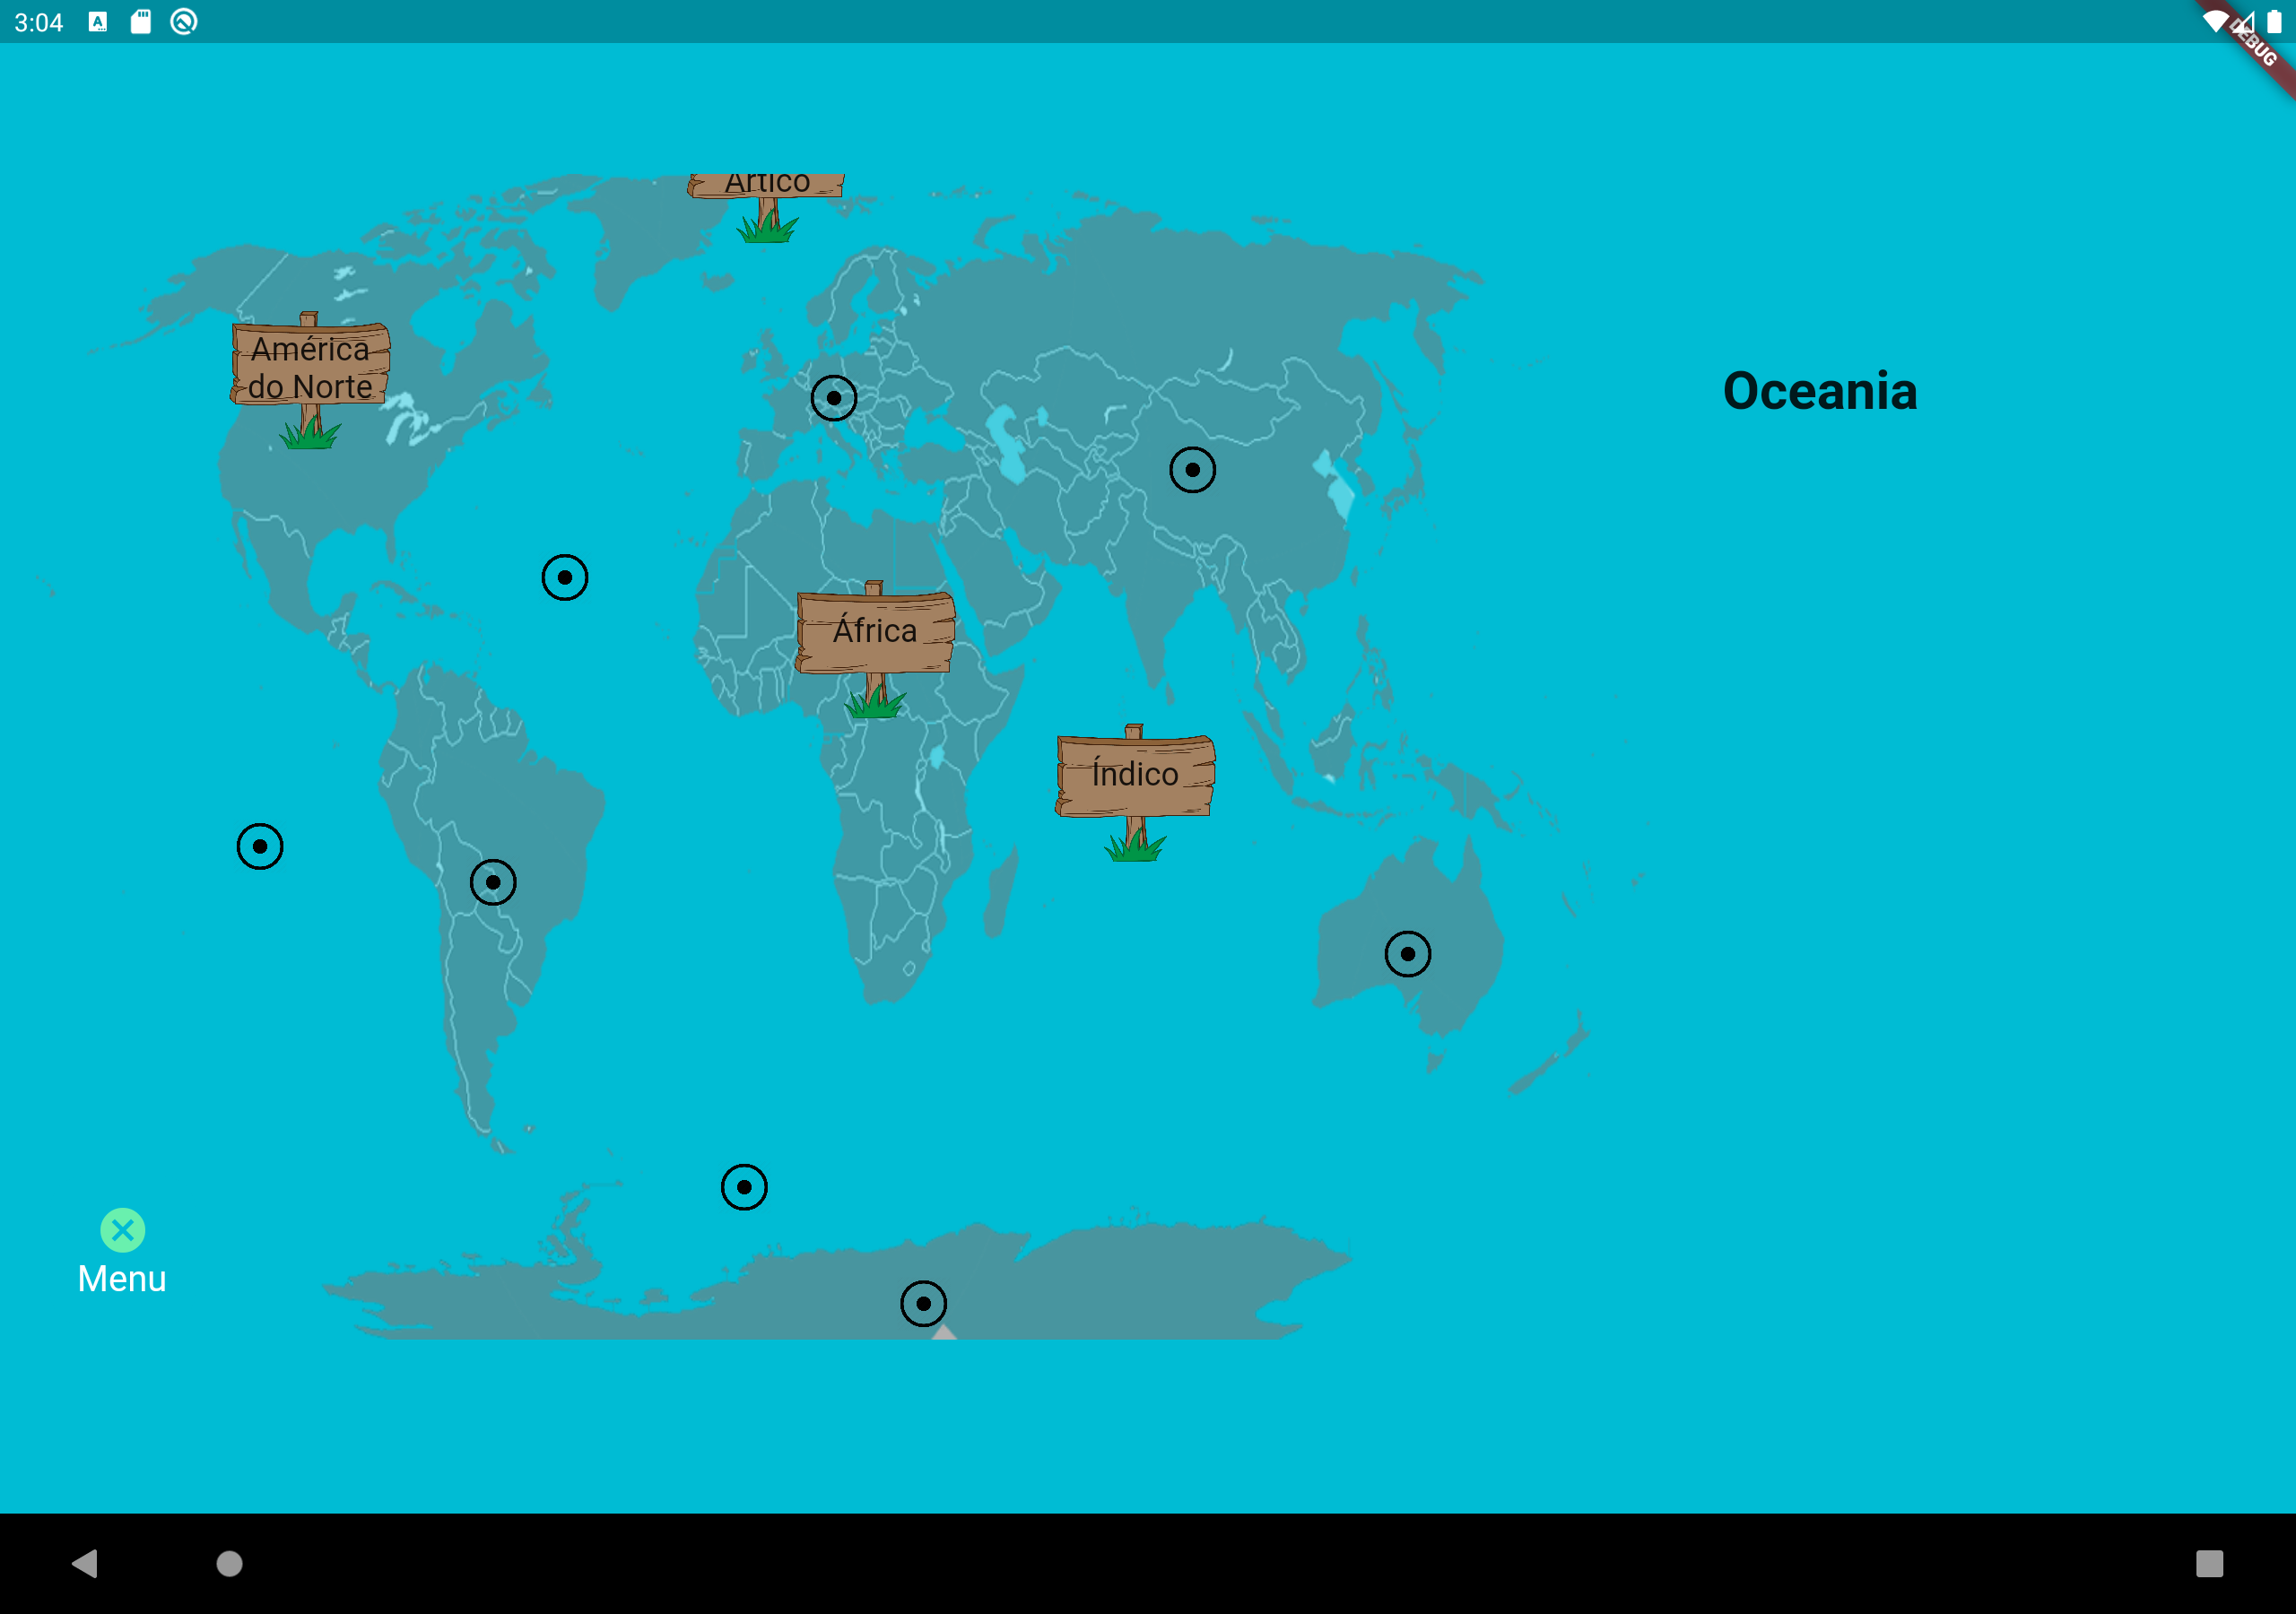 3:04
DEBUG
Ártico
América
do Norte
Oceania
África
Índico
Menu